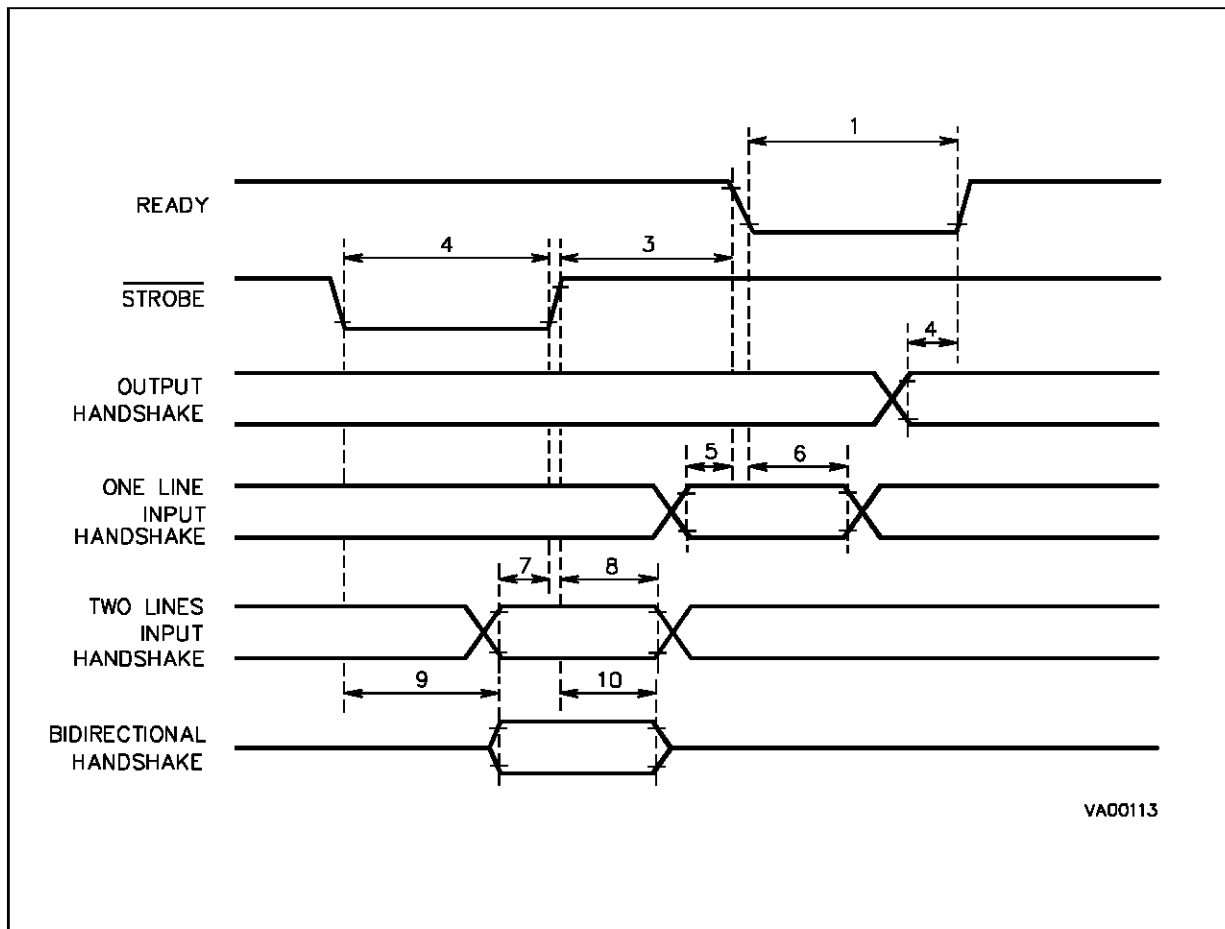 1
READY
4
3
STROBE
4
OUTPUT
HANDSHAKE
5
6
ONE LINE
INPUT
HANDSHAKE
7
8
TWO LINES
INPUT
HANDSHAKE
9
10
BIDIRECTIONAL
HANDSHAKE
VA00113